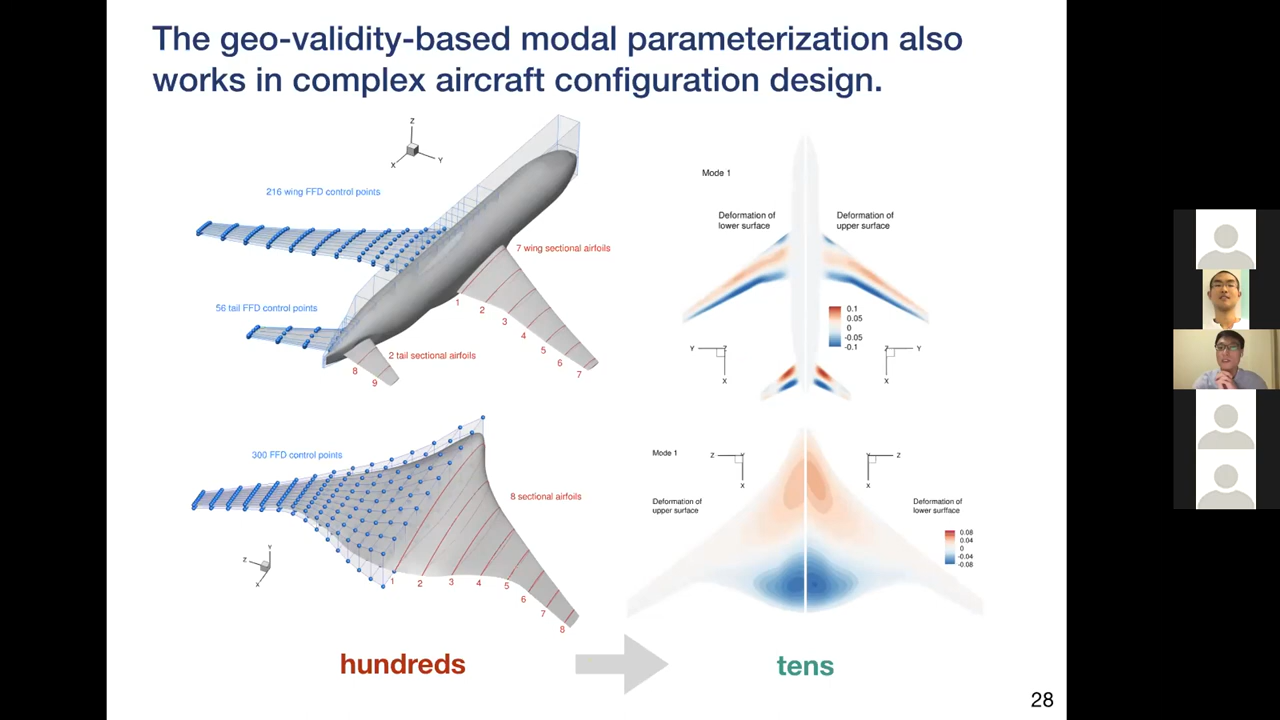 The geo-validity-based modal parameterization also
works in complex aircraft configuration design.
Z
X
Y
216 wing FFD control points
7 wing sectional airfoils
56 tail FFD control points
1
2
3
4
5
6
7
2 tail sectional airfoils
8
9
Mode 1
Deformation of
lower surface
Deformation of
upper surface
0.1
0.05
0
-0.05
-0.1
Y
Z
X
Z
Y
X
300 FFD control points
8 sectional airfoils
Y
Z
X
1
2
3
4
5
6
7
8
Mode 1
Z
Y
X
Y
Z
X
Deformation of
upper surface
Deformation of
lower surfface
0.08
0.04
0
-0.04
-0.08
hundreds
tens
28